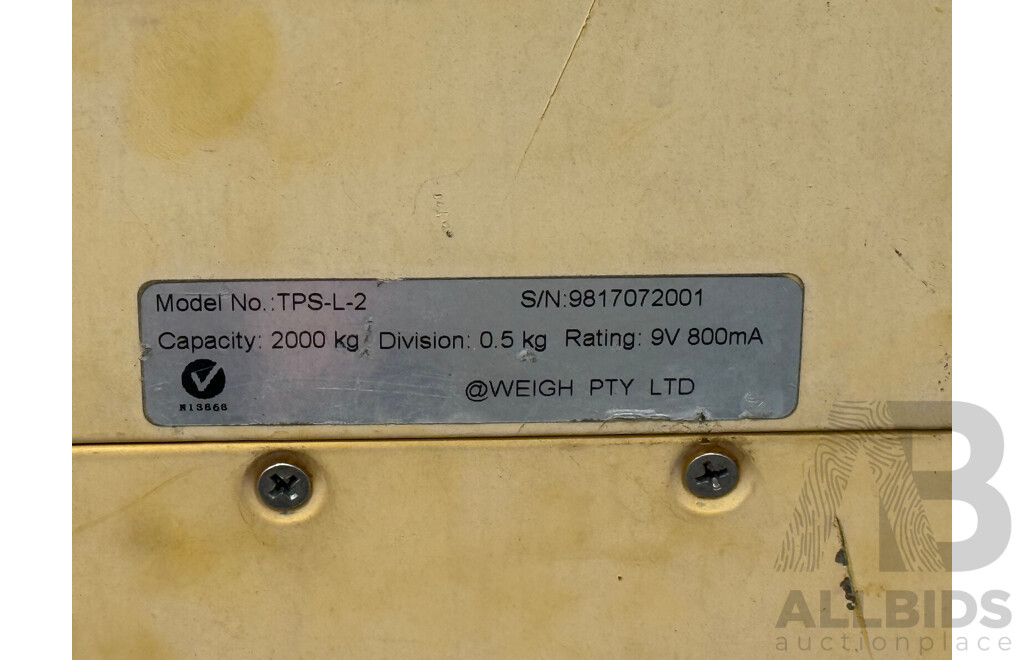 Model No.:TPS-L-2 S/N:9817072001
Capacity: 2000 kg Division: 0.5 kg Rating: 9V 800mA
N13868
@WEIGH PTY LTD
AB
ALLBIDS
auctionplace